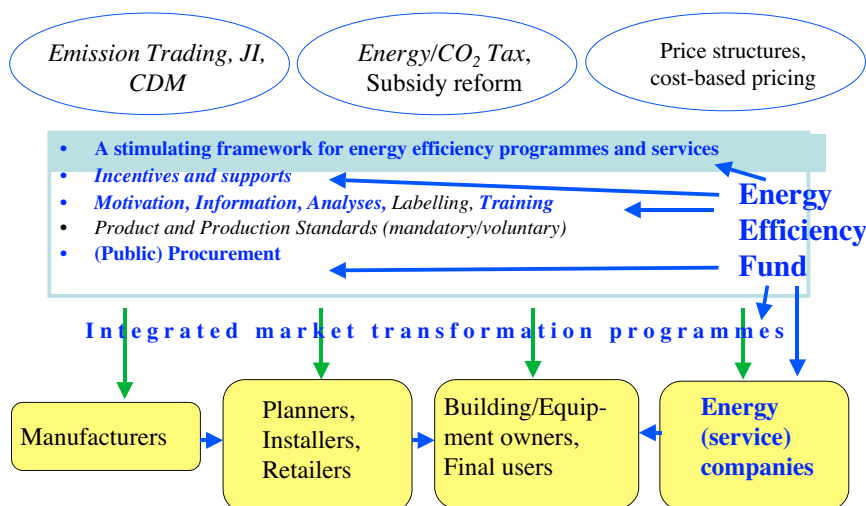 Emission Trading, JI,
CDM
Energy/CO₂ Tax,
Subsidy reform
Price structures,
cost-based pricing
• A stimulating framework for energy efficiency programmes and services
• Incentives and supports
• Motivation, Information, Analyses, Labelling, Training
• Product and Production Standards (mandatory/voluntary)
• (Public) Procurement
Energy
Efficiency
Fund
Integrated market transformation programmes
Manufacturers
Planners,
Installers,
Retailers
Building/Equip-
ment owners,
Final users
Energy
(service)
companies